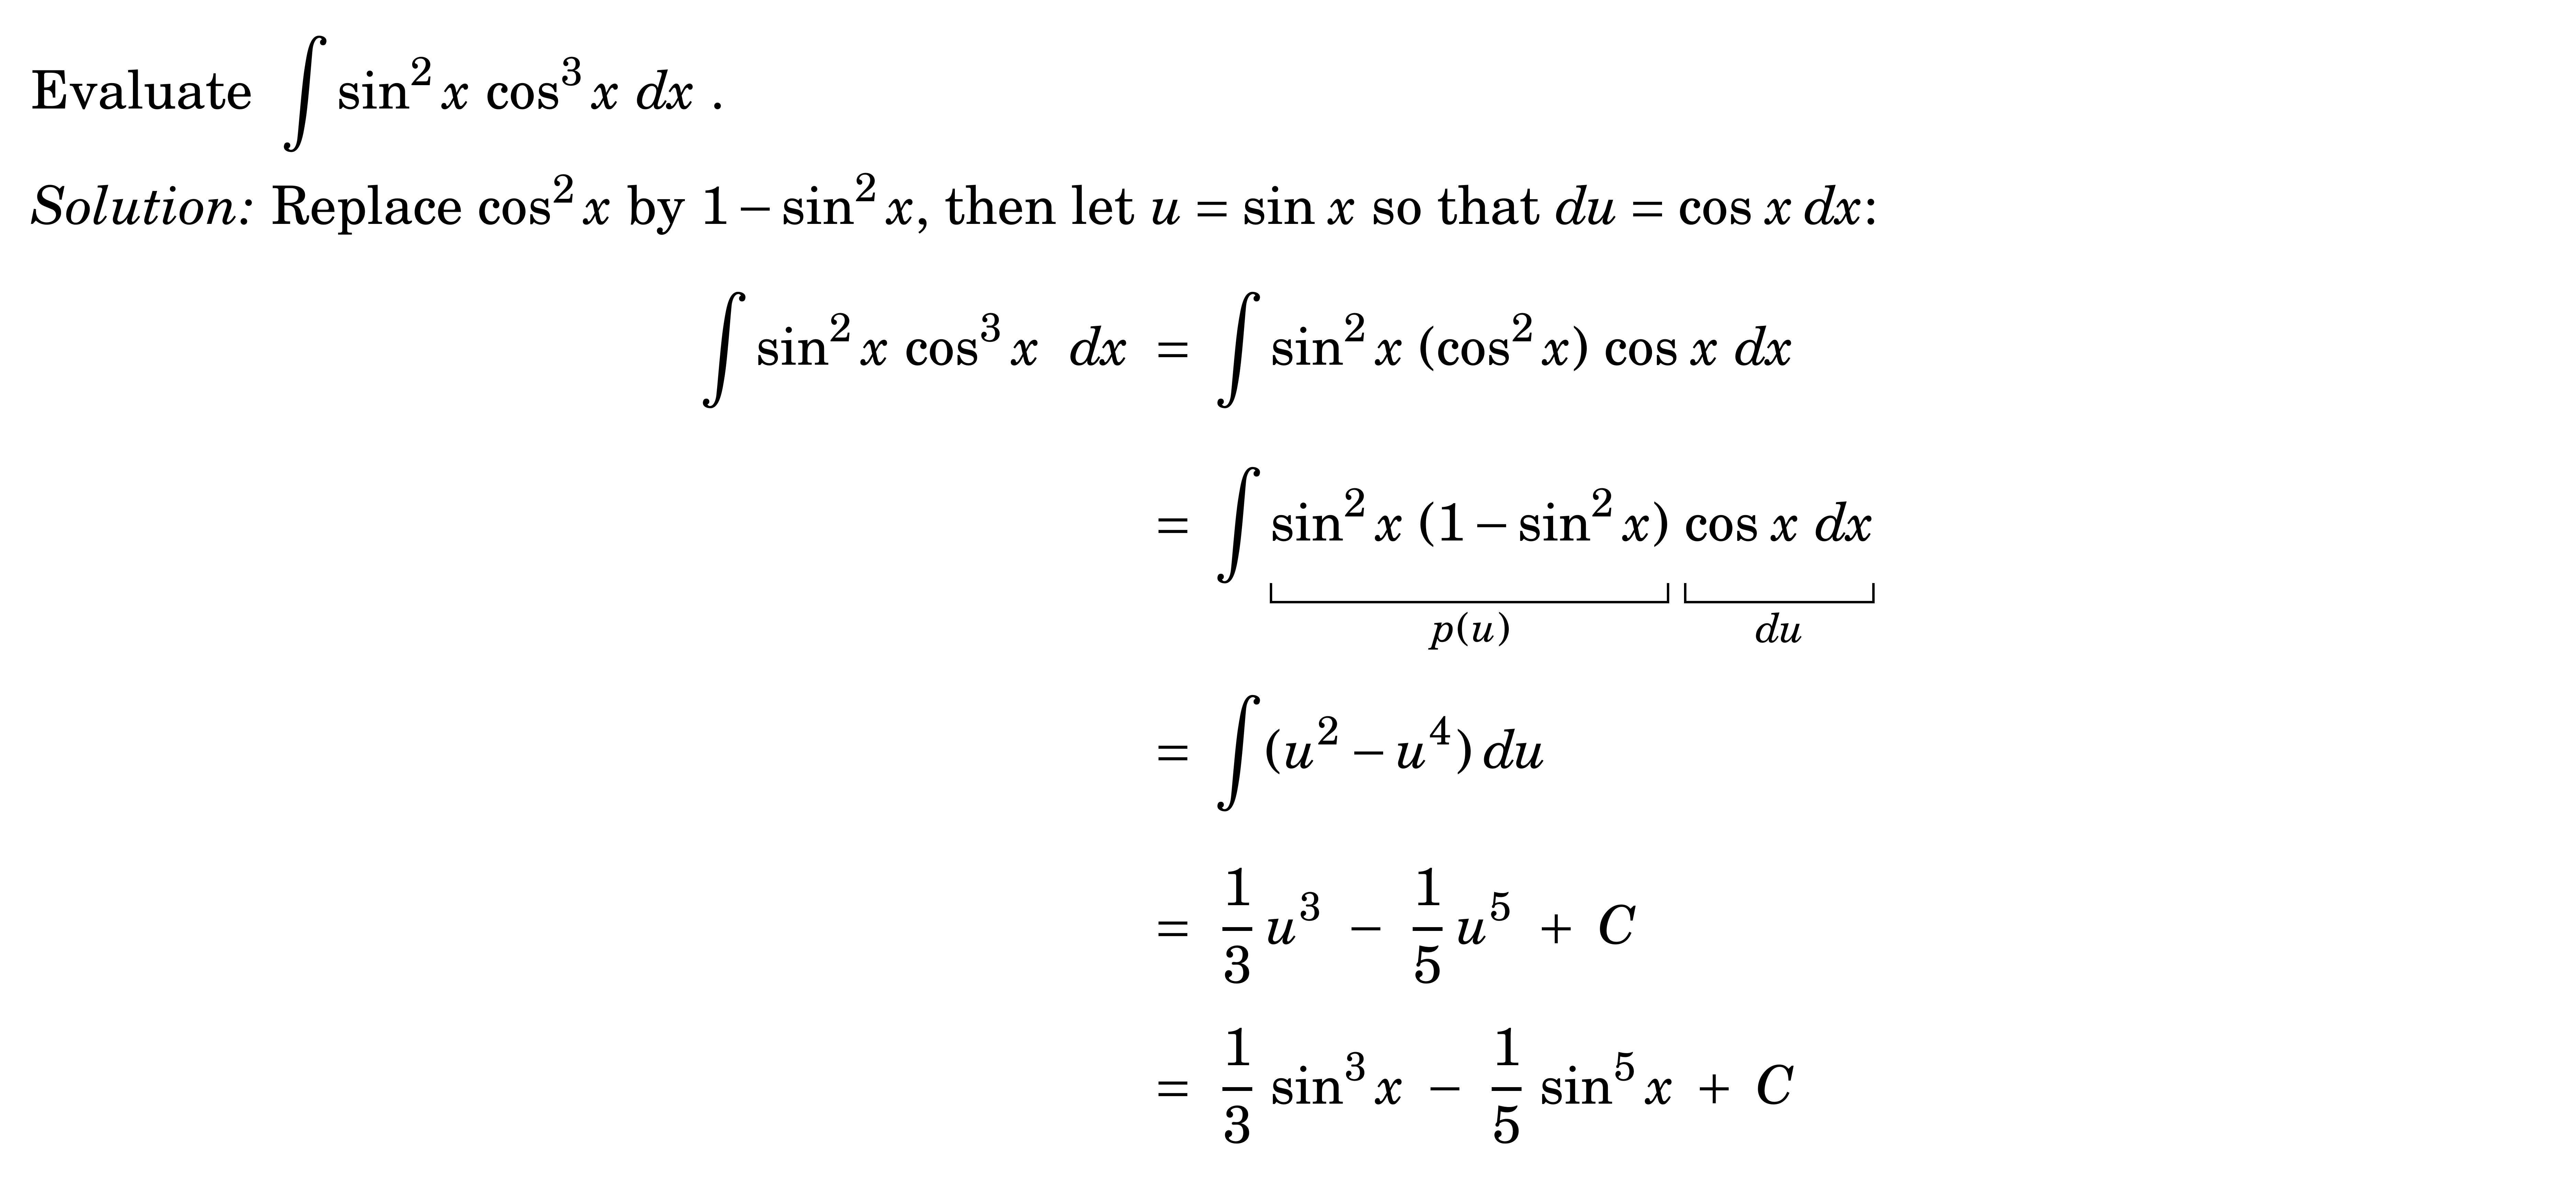 Evaluate ∫ sin² x cos³ x dx .
Solution: Replace cos² x by 1 – sin² x, then let u = sin x so that du = cos x dx:
∫ sin² x cos³ x dx = ∫ sin² x (cos² x) cos x dx
= ∫ sin² x (1 – sin² x) cos x dx
p(u) du
= ∫ (u² – u⁴) du
= 1/3 u³ – 1/5 u⁵ + C
= 1/3 sin³ x – 1/5 sin⁵ x + C